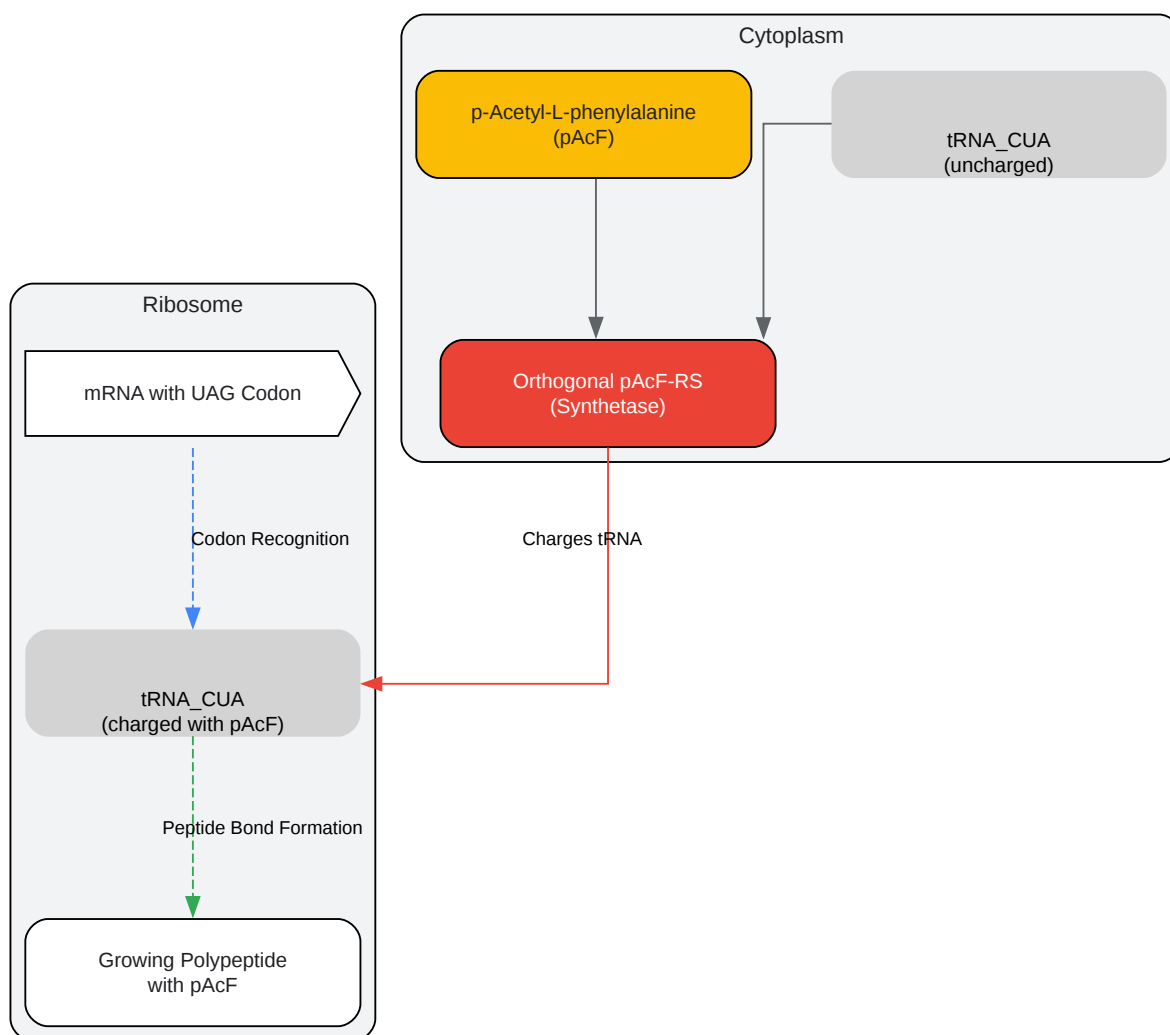 Cytoplasm
p-Acetyl-L-phenylalanine
(pAcF)
tRNA_CUA
(uncharged)
Orthogonal pAcF-RS
(Synthetase)
Charges tRNA
Ribosome
mRNA with UAG Codon
Codon Recognition
tRNA_CUA
(charged with pAcF)
Peptide Bond Formation
Growing Polypeptide
with pAcF